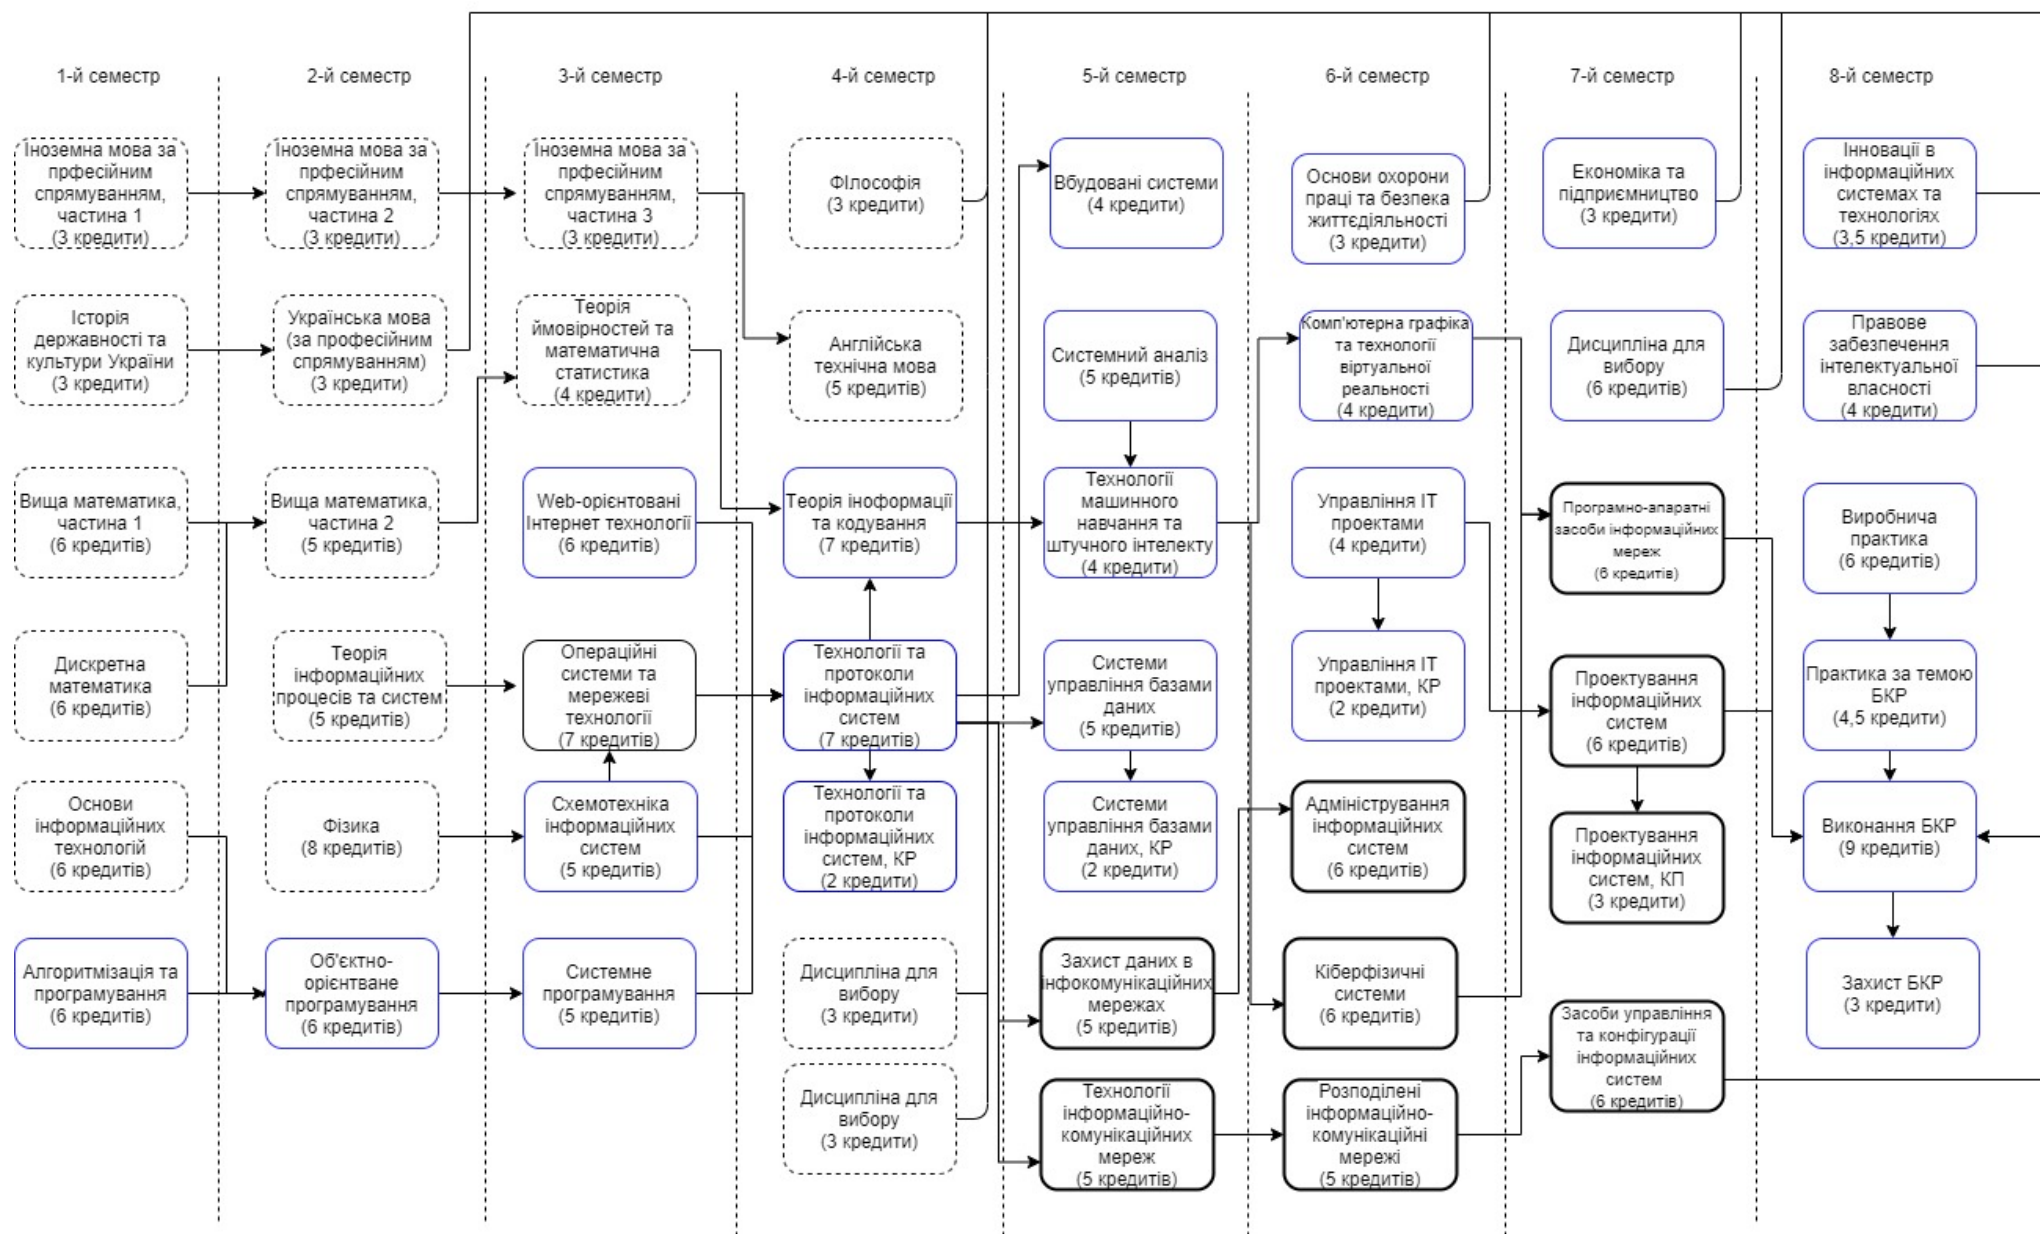 1-й семестр
2-й семестр
3-й семестр
4-й семестр
5-й семестр
6-й семестр
7-й семестр
8-й семестр
Іноземна мова за
прфесійним
спрямуванням,
частина 1
(3 кредити)
Історія
державності та
культури України
(3 кредити)
Вища математика,
частина 1
(6 кредитів)
Дискретна
математика
(6 кредитів)
Основи
інформаційних
технологій
(6 кредитів)
Алгоритмізація та
програмування
(6 кредитів)
Іноземна мова за
прфесійним
спрямуванням,
частина 2
(3 кредити)
Українська мова
(за професійним
спрямуванням)
(3 кредити)
Вища математика,
частина 2
(5 кредитів)
Теорія
інформаційних
процесів та систем
(5 кредитів)
Фізика
(8 кредитів)
Об'єктно-
орієнтване
програмування
(6 кредитів)
Іноземна мова за
прфесійним
спрямуванням,
частина 3
(3 кредити)
Теорія
ймовірностей та
математична
статистика
(4 кредити)
Web-орієнтовані
Інтернет технології
(6 кредитів)
Операційні
системи та
мережеві
технології
(7 кредитів)
Схемотехніка
інформаційних
систем
(5 кредитів)
Системне
програмування
(5 кредитів)
ФІлософія
(3 кредити)
Англійська
технічна мова
(5 кредитів)
Теорія іноформації
та кодування
(7 кредитів)
Технології та
протоколи
інформаційних
систем
(7 кредитів)
Технології та
протоколи
інформаційних
систем, КР
(2 кредити)
Дисципліна для
вибору
(3 кредити)
Дисципліна для
вибору
(3 кредити)
Вбудовані системи
(4 кредити)
Системний аналіз
(5 кредитів)
Технології
машинного
навчання та
штучного інтелекту
(4 кредити)
Системи
управління базами
даних
(5 кредитів)
Системи
управління базами
даних, КР
(2 кредити)
Захист даних в
інфокомунікаційних
мережах
(5 кредитів)
Технології
інформаційно-
комунікаційних
мереж
(5 кредитів)
Основи охорони
праці та безпека
життєдіяльності
(3 кредити)
Комп'ютерна графіка
та технології
віртуальної
реальності
(4 кредити)
Управління ІТ
проектами
(4 кредити)
Управління ІТ
проектами, КР
(2 кредити)
Адміністрування
інформаційних
систем
(6 кредитів)
Кіберфізичні
системи
(6 кредитів)
Розподілені
інформаційно-
комунікаційні
мережі
(5 кредитів)
Економіка та
підприємництво
(3 кредити)
Дисципліна для
вибору
(6 кредитів)
Програмно-апаратні
засоби інформаційних
мереж
(6 кредитів)
Проектування
інформаційних
систем
(6 кредитів)
Проектування
інформаційних
систем, КП
(3 кредити)
Засоби управління
та конфігурації
інформаційних
систем
(6 кредитів)
Інновації в
інформаційних
системах та
технологіях
(3,5 кредити)
Правове
забезпечення
інтелектуальної
власності
(4 кредити)
Виробнича
практика
(6 кредитів)
Практика за темою
БКР
(4,5 кредити)
Виконання БКР
(9 кредитів)
Захист БКР
(3 кредити)